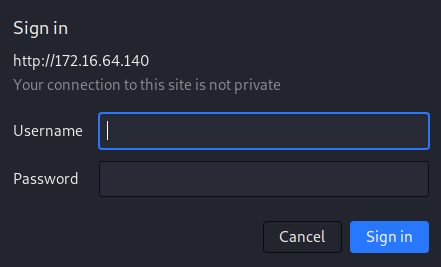 Sign in
http://172.16.64.140
Your connection to this site is not private
Username
Password
Cancel Sign in